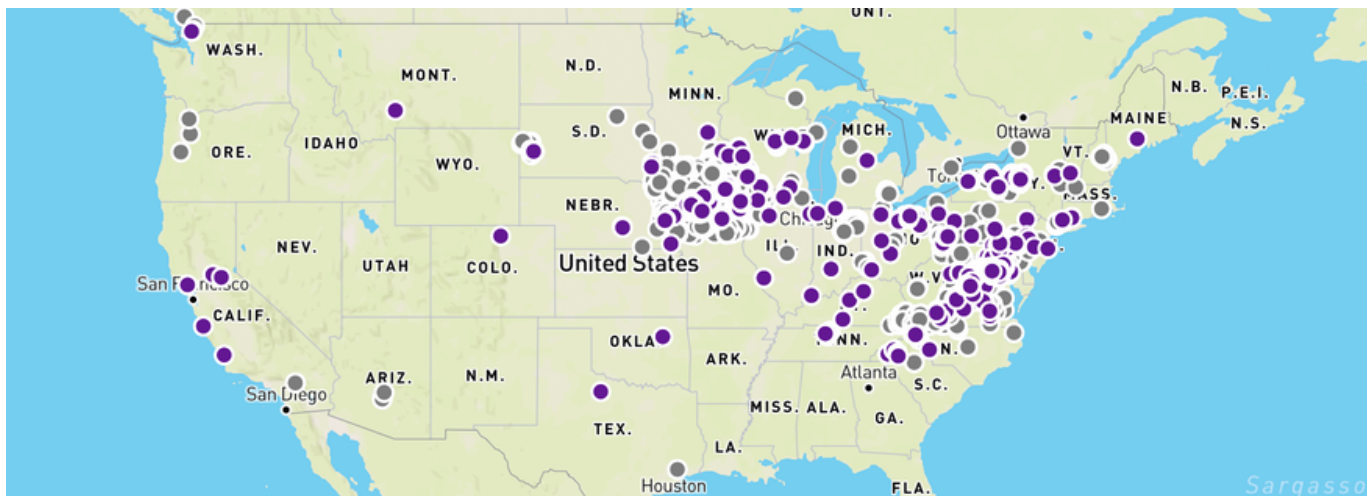 ONT.
WASH.
MONT.
N.D.
MINN.
N.B.
P.E.I.
MAINE
N.S.
Ottawa
MICH.
S.D.
IDAHO
ORE.
WYO.
VT.
MASS.
NEBR.
NEV.
UTAH
COLO.
ILL.
IND.
W.V.
United States
San Francisco
CALIF.
MO.
OKLA
ARK.
N.M.
ARIZ.
San Diego
Atlanta
S.C.
MISS.
ALA.
GA.
TEX.
LA.
Houston
FLA.
Sargasso